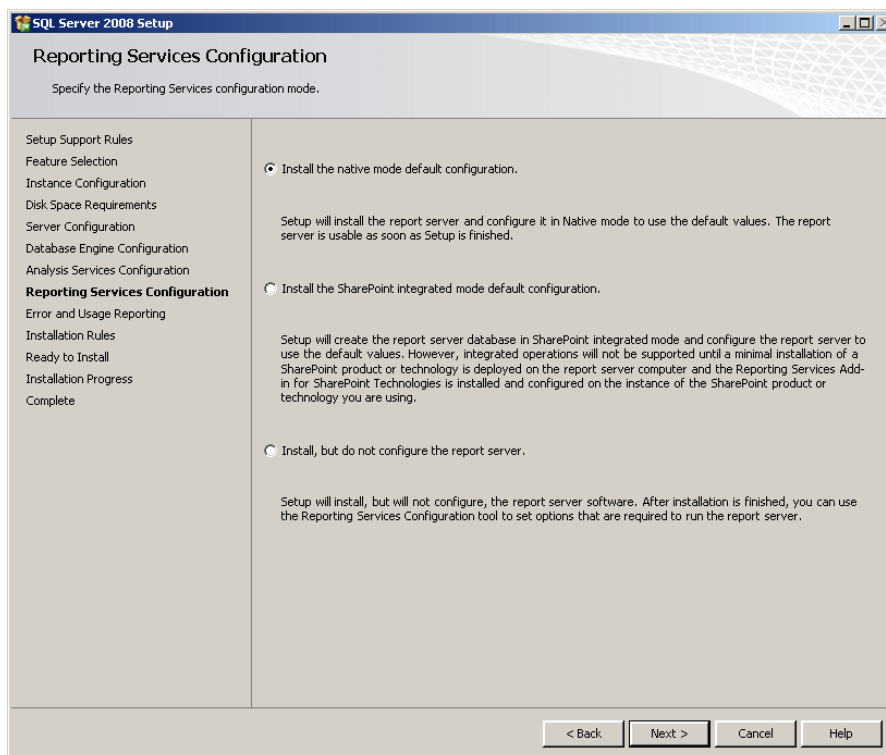 SQL Server 2008 Setup
Reporting Services Configuration
Specify the Reporting Services configuration mode.
Setup Support Rules
Feature Selection
Instance Configuration
Disk Space Requirements
Server Configuration
Database Engine Configuration
Analysis Services Configuration
Reporting Services Configuration
Error and Usage Reporting
Installation Rules
Ready to Install
Installation Progress
Complete
Install the native mode default configuration.
Setup will install the report server and configure it in Native mode to use the default values. The report
server is usable as soon as Setup is finished.
Install the SharePoint integrated mode default configuration.
Setup will create the report server database in SharePoint integrated mode and configure the report server to
use the default values. However, integrated operations will not be supported until a minimal installation of a
SharePoint product or technology is deployed on the report server computer and the Reporting Services Add-
in for SharePoint Technologies is installed and configured on the instance of the SharePoint product or
technology you are using.
Install, but do not configure the report server.
Setup will install, but will not configure, the report server software. After installation is finished, you can use
the Reporting Services Configuration tool to set options that are required to run the report server.
< Back
Next >
Cancel
Help